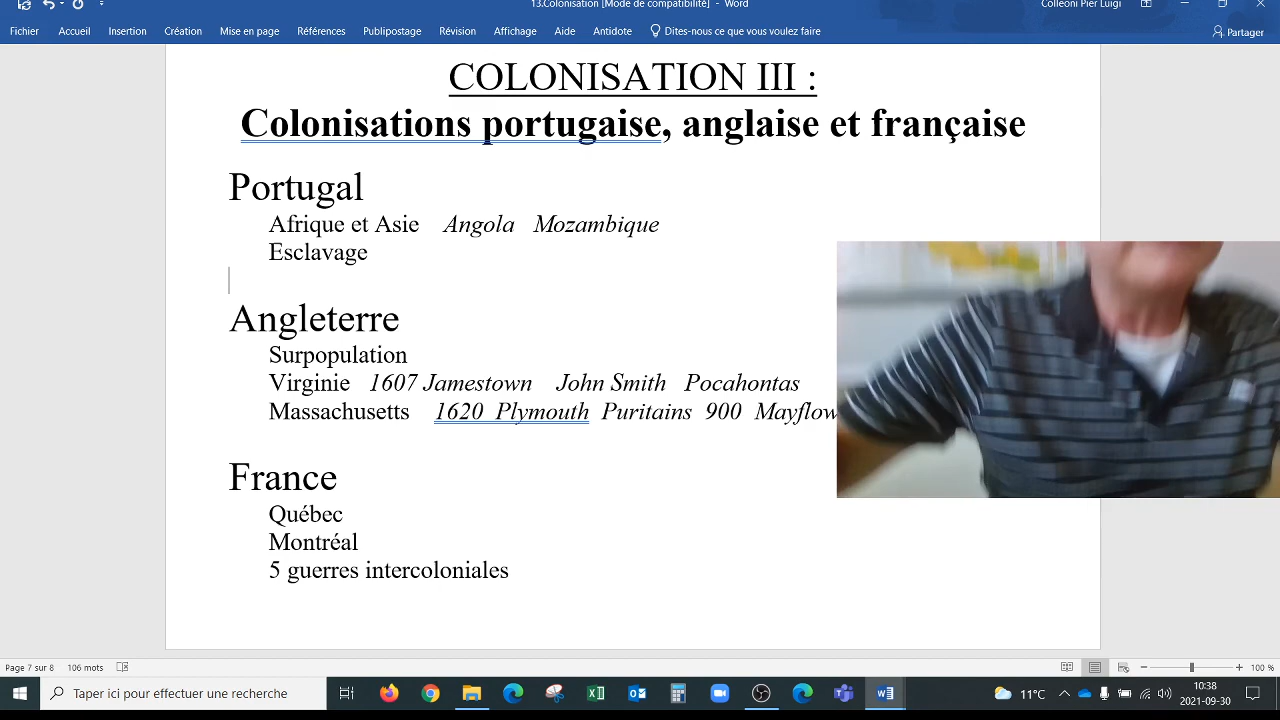 13.Colonisation [Mode de compatibilité] - Word
Colleoni Pier Luigi
Fichier Accueil Insertion Création Mise en page Références Publipostage Révision Affichage Aide Antidote Dites-nous ce que vous voulez faire Partager
COLONISATION III :
Colonisations portugaise, anglaise et française
Portugal
Afrique et Asie Angola Mozambique
Esclavage
Angleterre
Surpopulation
Virginie 1607 Jamestown John Smith Pocahontas
Massachusetts 1620 Plymouth Puritains 900 Mayflow
France
Québec
Montréal
5 guerres intercoloniales
Page 7 sur 8 106 mots 100 %
Taper ici pour effectuer une recherche
11°C
10:38
2021-09-30